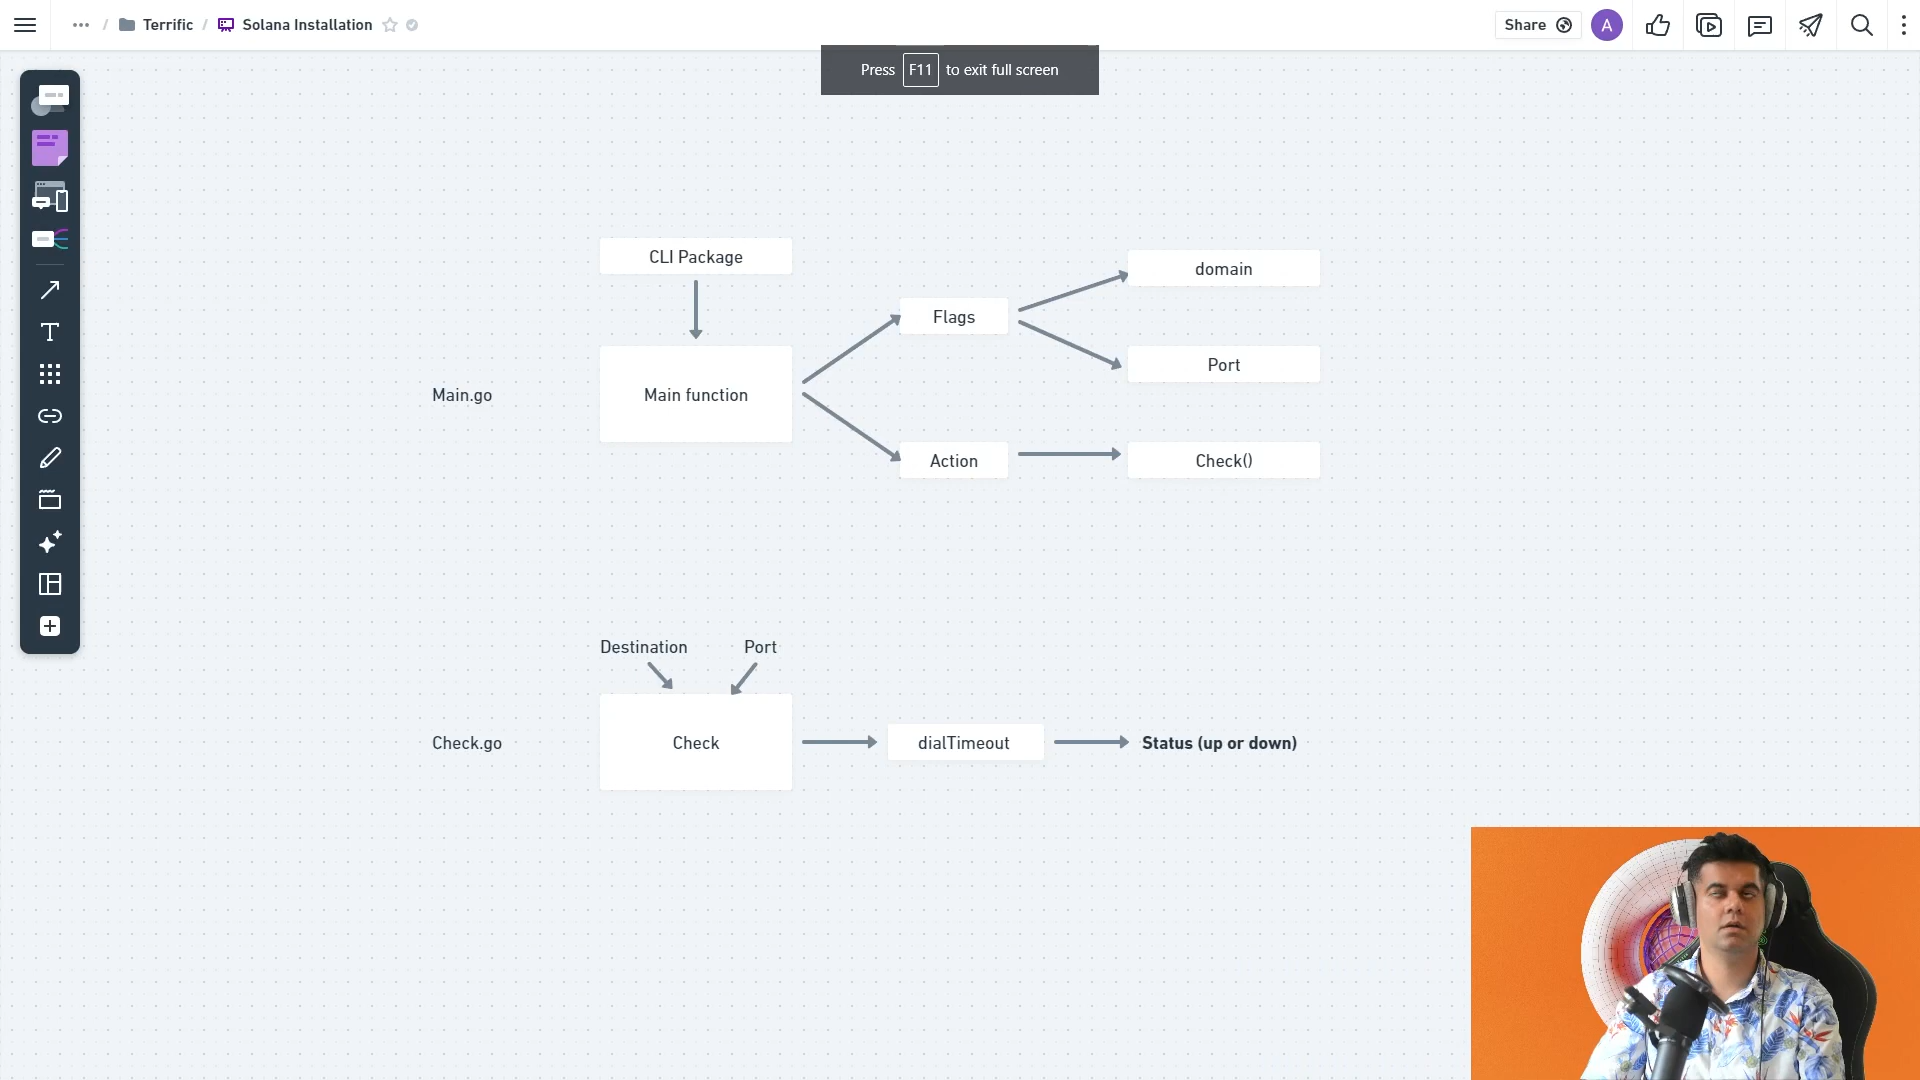 ... / Terrific / Solana Installation
Share A
Press F11 to exit full screen
CLI Package
domain
Flags
Port
Main.go
Main function
Action
Check()
Destination
Port
Check.go
Check
dialTimeout
Status (up or down)